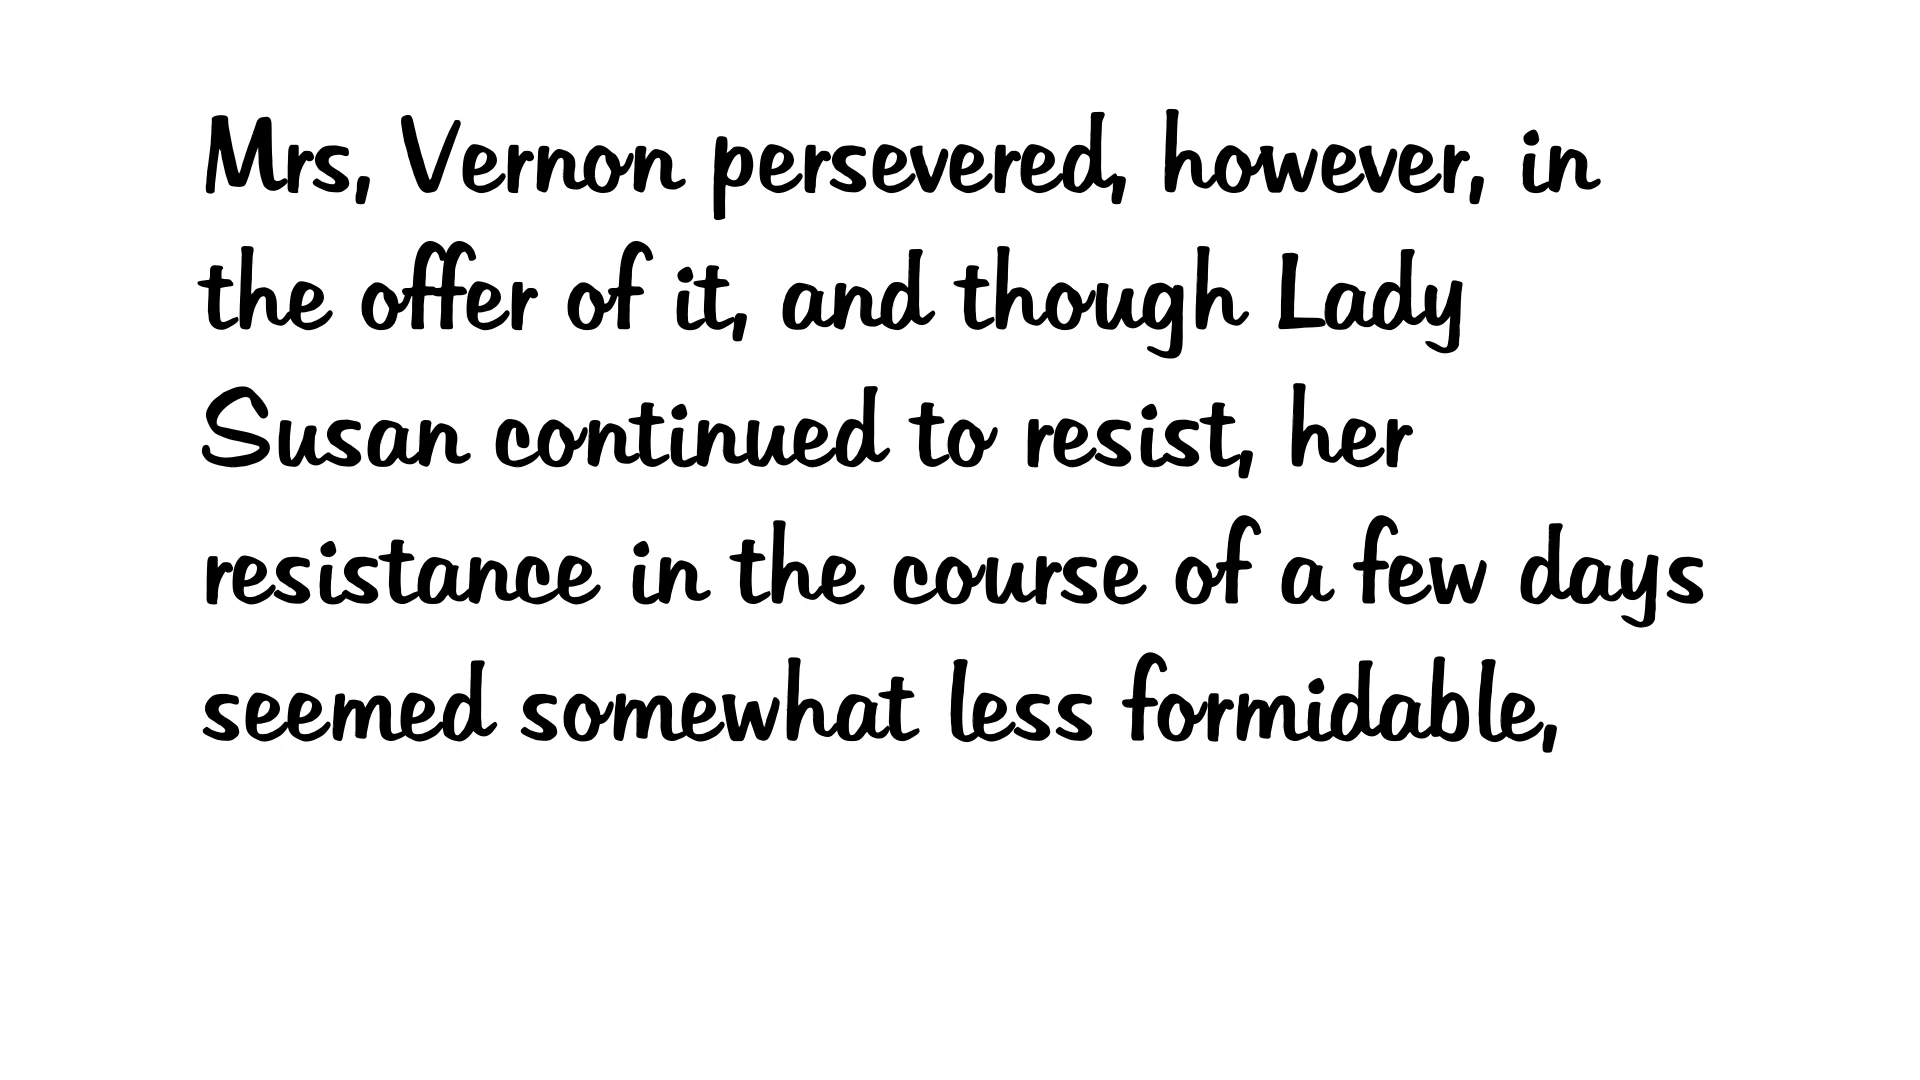 Mrs, Vernon persevered, however, in
the offer of it, and though Lady
Susan continued to resist, her
resistance in the course of a few days
seemed somewhat less formidable,